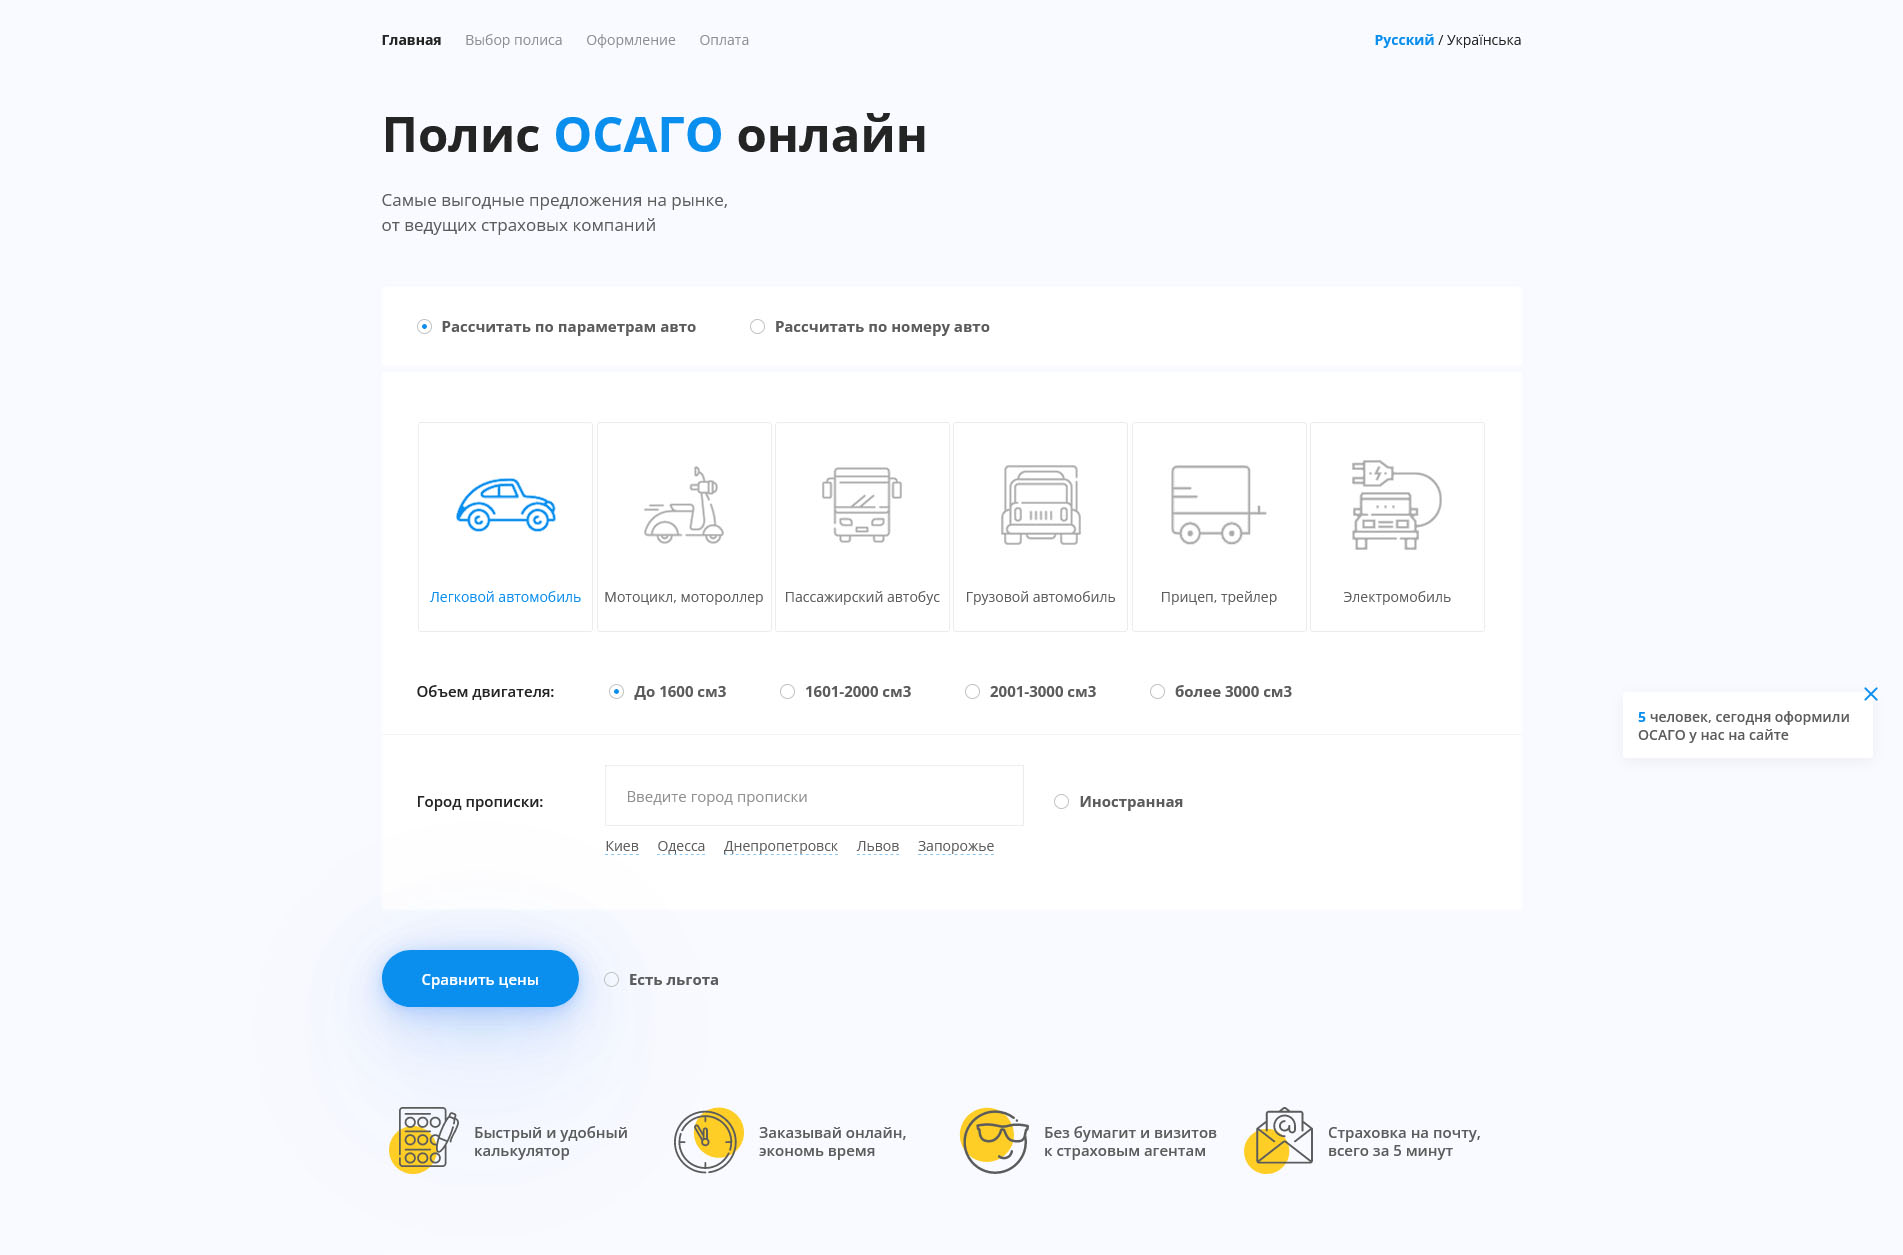 Главная Выбор полиса Оформление Оплата Русский / Українська
Полис ОСАГО онлайн
Самые выгодные предложения на рынке,
от ведущих страховых компаний
Рассчитать по параметрам авто Рассчитать по номеру авто
Легковой автомобиль Мотоцикл, мотороллер Пассажирский автобус Грузовой автомобиль Прицеп, трейлер Электромобиль
Объем двигателя: До 1600 см3 1601-2000 см3 2001-3000 см3 более 3000 см3
5 человек, сегодня оформили
ОСАГО у нас на сайте
Город прописки: Введите город прописки Иностранная
Киев Одесса Днепропетровск Львов Запорожье
Сравнить цены Есть льгота
Быстрый и удобный
калькулятор
Заказывай онлайн,
экономь время
Без бумагит и визитов
к страховым агентам
Страховка на почту,
всего за 5 минут